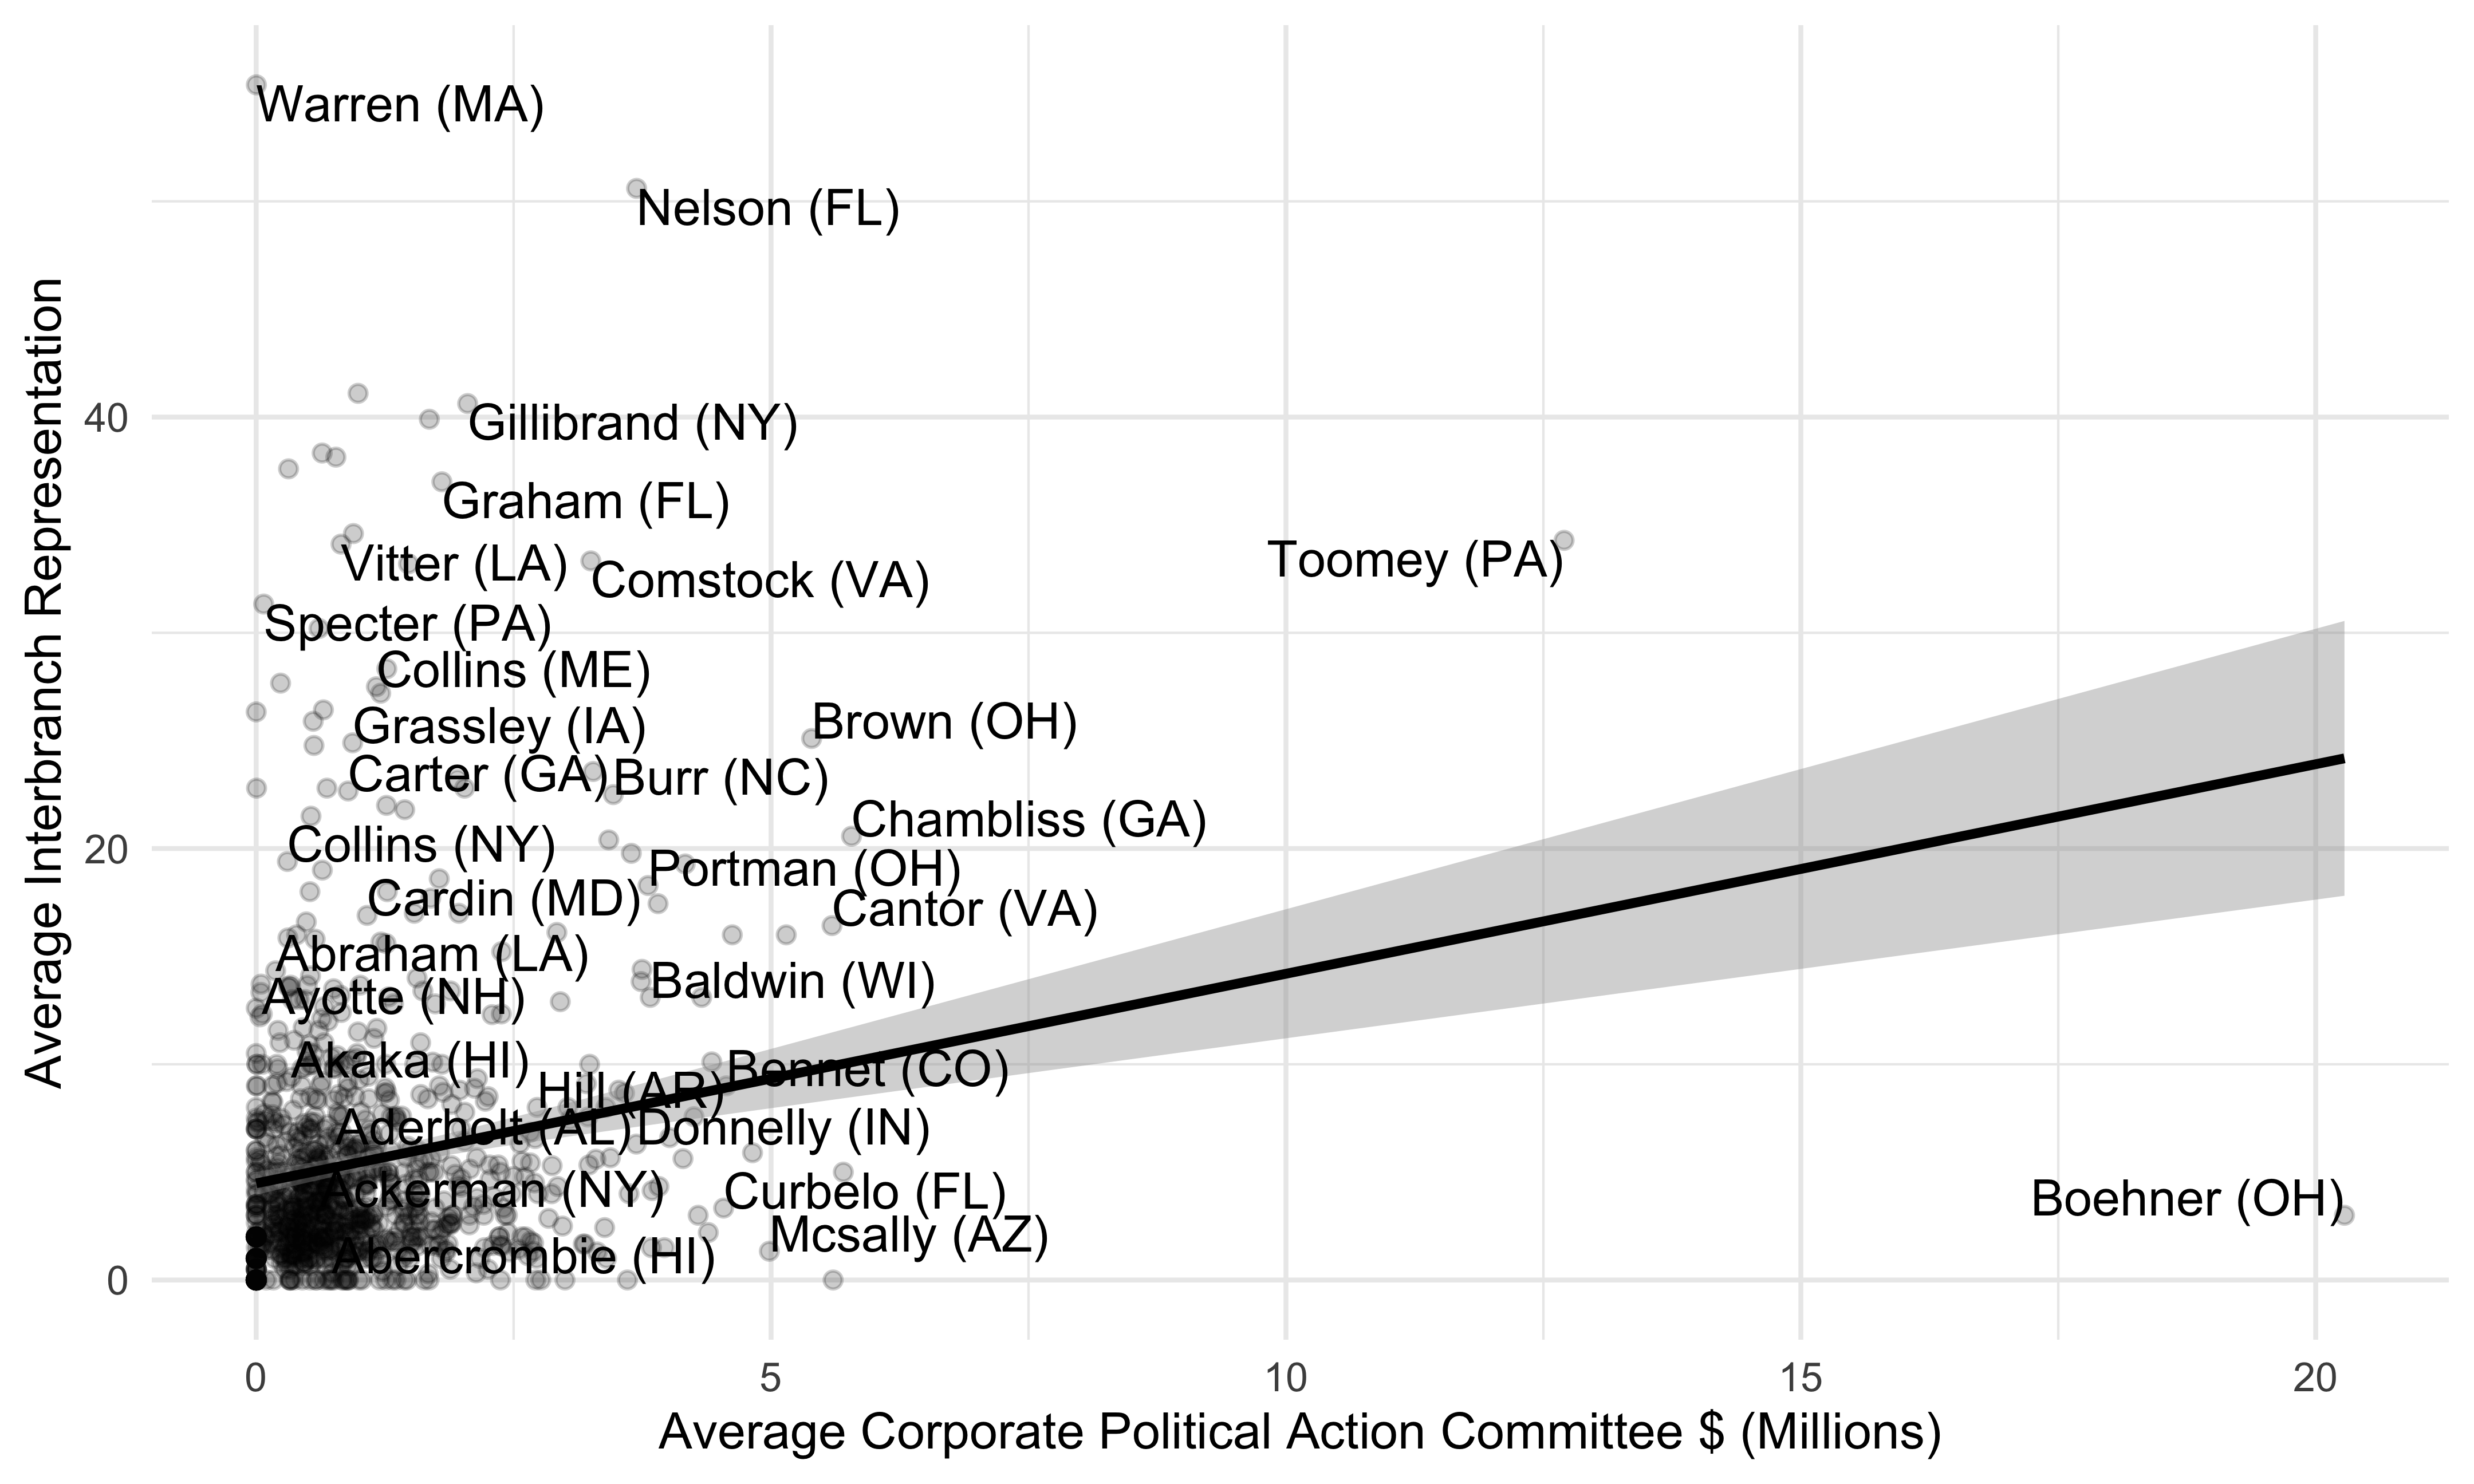 Average Interbranch Representation
40
20
0
Warren (MA)
Nelson (FL)
Gillibrand (NY)
Graham (FL)
Vitter (LA)
Comstock (VA)
Toomey (PA)
Specter (PA)
Collins (ME)
Grassley (IA)
Brown (OH)
Carter (GA)
Burr (NC)
Chambliss (GA)
Collins (NY)
Portman (OH)
Cardin (MD)
Cantor (VA)
Abraham (LA)
Baldwin (WI)
Ayotte (NH)
Akaka (HI)
Bennet (CO)
Hill (AR)
Aderholt (AL)
Donnelly (IN)
Ackerman (NY)
Curbelo (FL)
Boehner (OH)
Mcsally (AZ)
Abercrombie (HI)
0 5 10 15 20
Average Corporate Political Action Committee $ (Millions)